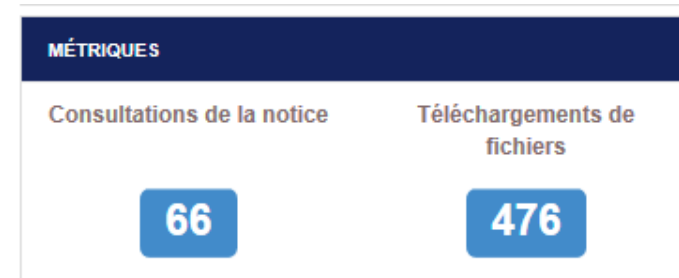 MÉTRIQUES
Consultations de la notice
Téléchargements de
fichiers
66
476